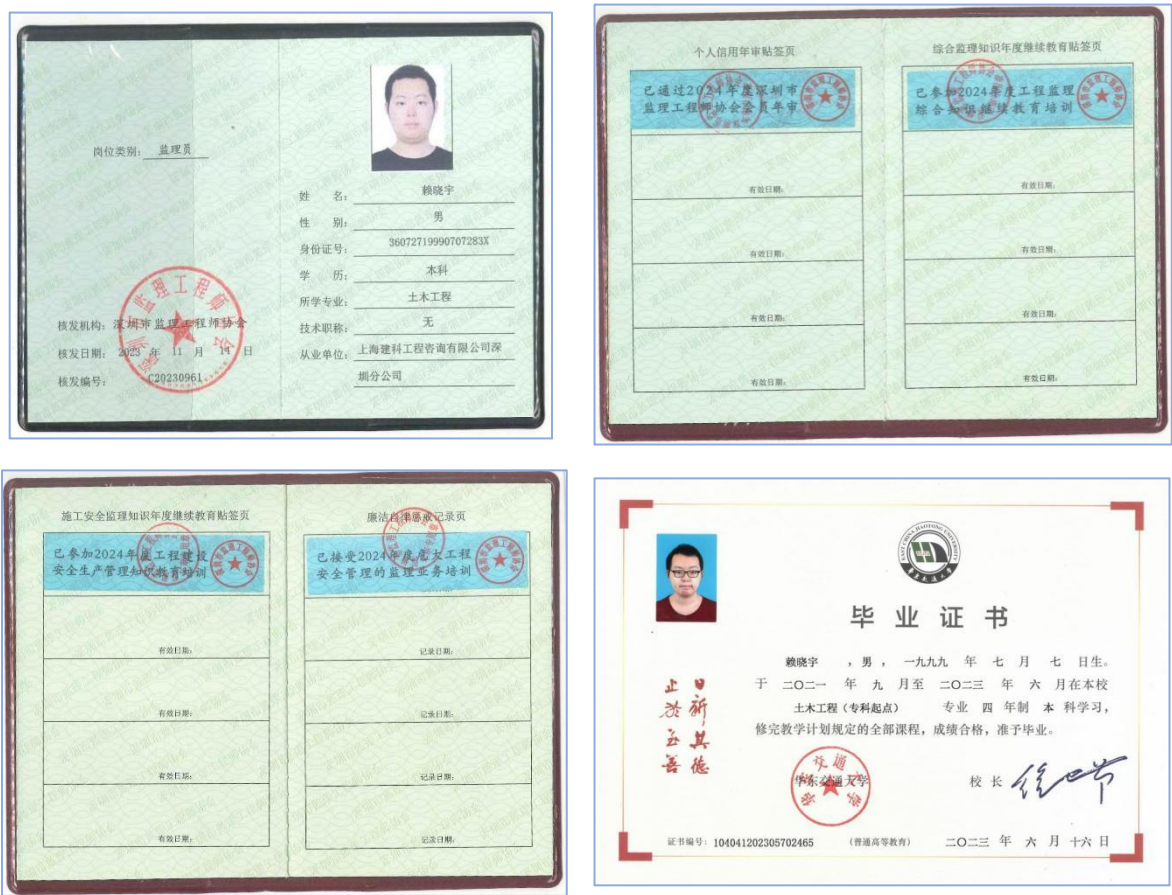 岗位类别: 监理员
核发机构: 深圳市监理工程师协会
核发日期: 2023 年 11 月 14 日
核发编号: C20230961
姓 名: 赖晓宇
性 别: 男
身份证号: 36072719990707283X
学 历: 本科
所学专业: 土木工程
技术职称: 无
从业单位: 上海建科工程咨询有限公司深
圳分公司
个人信用年审贴签页
已通过2024年度深圳市
监理工程师协会会员年审
有效日期:
有效日期:
有效日期:
有效日期:
综合监理知识年度继续教育贴签页
已参加2024年度工程监理
综合知识继续教育培训
有效日期:
有效日期:
有效日期:
有效日期:
施工安全监理知识年度继续教育贴签页
已参加2024年度工程建设
安全生产管理知识教育培训
有效日期:
有效日期:
有效日期:
有效日期:
廉洁自律惩戒记录页
已接受2024年度危大工程
安全管理的监理业务培训
记录日期:
记录日期:
记录日期:
记录日期:
EAST CHINA JIAOTONG UNIVERSITY
华东交通大学
毕业证书
赖晓宇 , 男 , 一九九九 年 七 月 七 日生。
于 二〇二一 年 九 月至 二〇二三 年 六 月在本校
土木工程（专科起点） 专业 四 年制 本 科学习，
修完教学计划规定的全部课程，成绩合格，准予毕业。
日新其德
止於至善
华东交通大学
校 长
证书编号: 104041202305702465 (普通高等教育) 二〇二三 年 六 月 十六 日